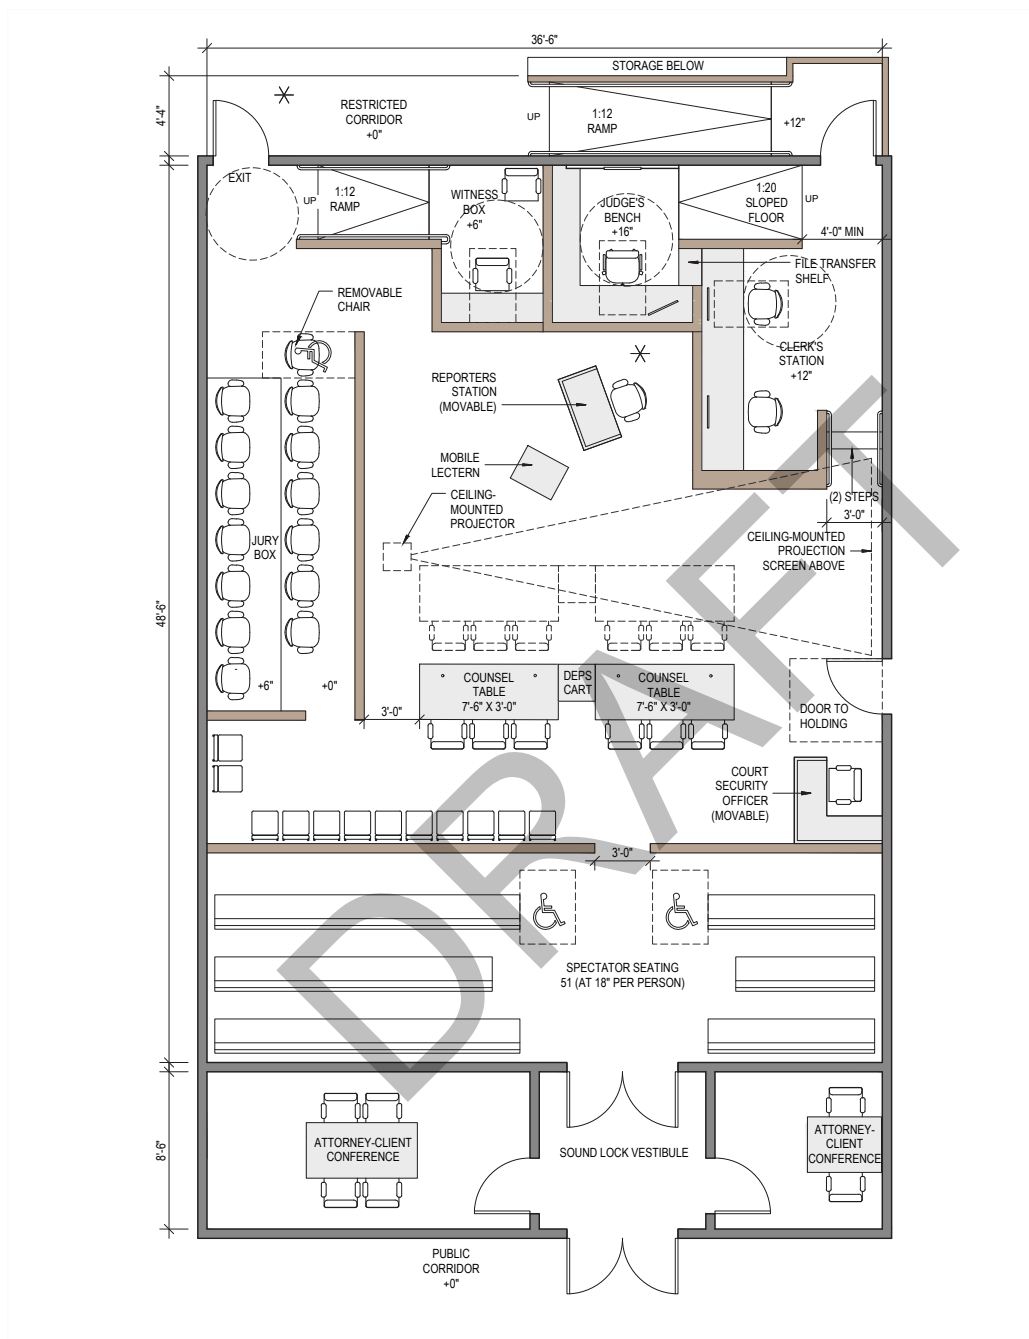 36'-6"
STORAGE BELOW
4'-4"
RESTRICTED
CORRIDOR
+0"
UP
1:12
RAMP
+12"
EXIT
UP
1:12
RAMP
WITNESS
BOX
+6"
JUDGE'S
BENCH
+16"
1:20
SLOPED
FLOOR
UP
4'-0" MIN
FILE TRANSFER
SHELF
REMOVABLE
CHAIR
CLERK'S
STATION
+12"
REPORTERS
STATION
(MOVABLE)
MOBILE
LECTERN
CEILING-
MOUNTED
PROJECTOR
(2) STEPS
3'-0"
CEILING-MOUNTED
PROJECTION
SCREEN ABOVE
JURY
BOX
48'-6"
+6"
+0"
3'-0"
COUNSEL
TABLE
7'-6" X 3'-0"
DEPS
CART
COUNSEL
TABLE
7'-6" X 3'-0"
DOOR TO
HOLDING
COURT
SECURITY
OFFICER
(MOVABLE)
3'-0"
SPECTATOR SEATING
51 (AT 18" PER PERSON)
8'-6"
ATTORNEY-CLIENT
CONFERENCE
SOUND LOCK VESTIBULE
ATTORNEY-
CLIENT
CONFERENCE
PUBLIC
CORRIDOR
+0"
DRAFT